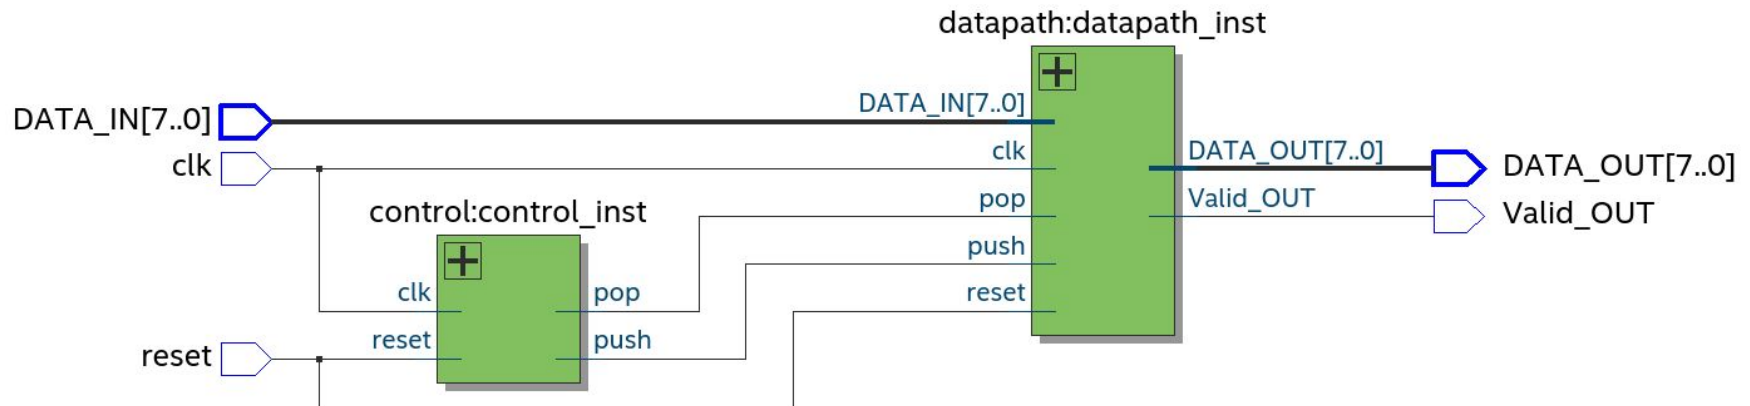 datapath:datapath_inst
DATA_IN[7..0]
DATA_IN[7..0]
clk
clk
DATA_OUT[7..0]
DATA_OUT[7..0]
pop
Valid_OUT
Valid_OUT
control:control_inst
push
clk
pop
reset
reset
reset
push